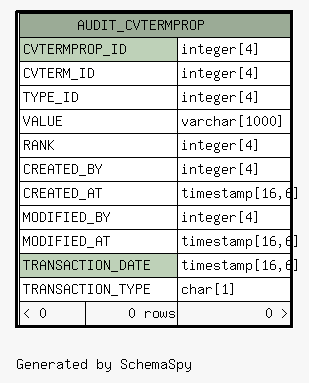 AUDIT_CVTERMPROP
CVTERMPROP_ID integer[4]
CVTERM_ID integer[4]
TYPE_ID integer[4]
VALUE varchar[1000]
RANK integer[4]
CREATED_BY integer[4]
CREATED_AT timestamp[16,6]
MODIFIED_BY integer[4]
MODIFIED_AT timestamp[16,6]
TRANSACTION_DATE timestamp[16,6]
TRANSACTION_TYPE char[1]
< 0 0 rows 0 >
Generated by SchemaSpy